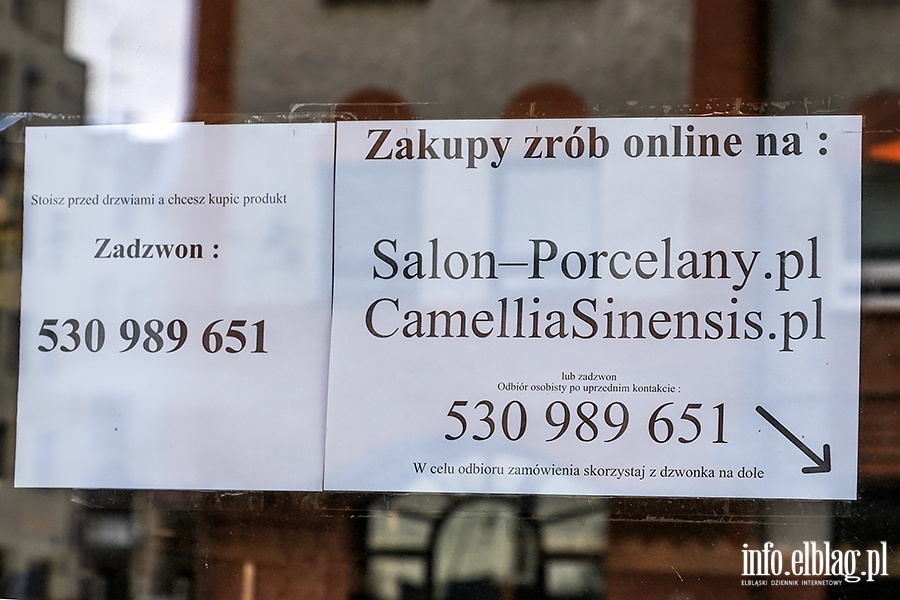 Stoisz przed drzwiami a chcesz kupic produkt
Zadzwon :
530 989 651
Zakupy zrób online na :
Salon–Porcelany.pl
CamelliaSinensis.pl
lub zadzwon
Odbiór osobisty po uprzednim kontakcie :
530 989 651
W celu odbioru zamówienia skorzystaj z dzwonka na dole
info.elblag.pl
ELBLĄSKI DZIENNIK INTERNETOWY